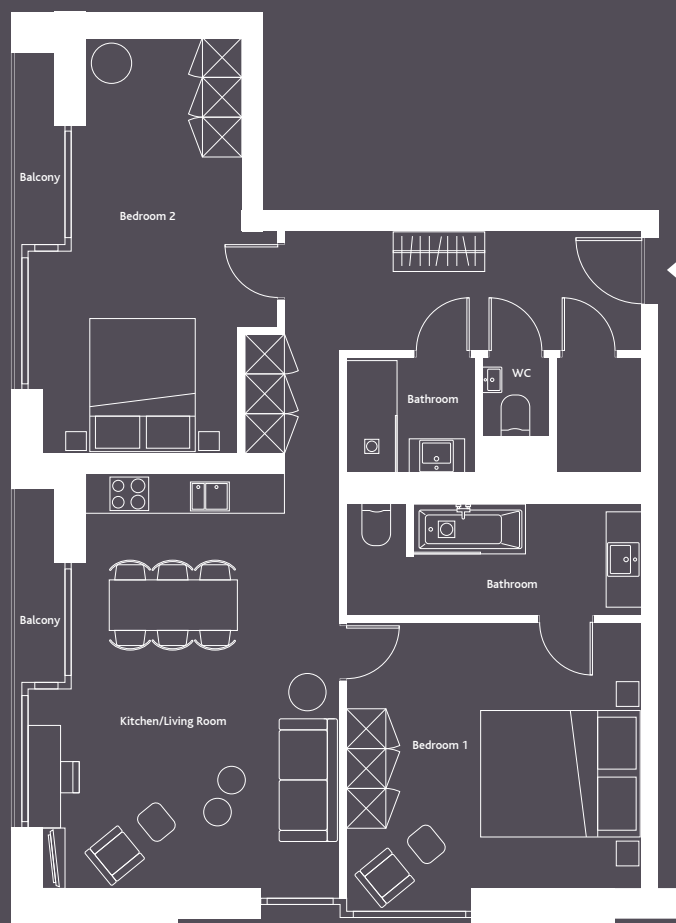 Balcony
Bedroom 2
WC
Bathroom
Bathroom
Balcony
Kitchen/Living Room
Bedroom 1